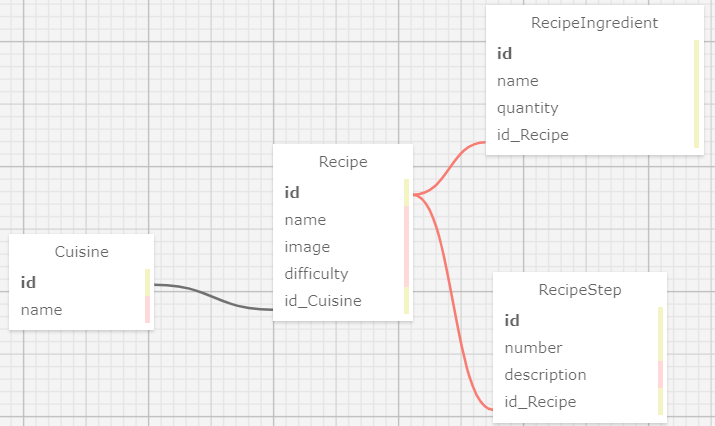 Cuisine
id
name
Recipe
id
name
image
difficulty
id_Cuisine
RecipeIngredient
id
name
quantity
id_Recipe
RecipeStep
id
number
description
id_Recipe